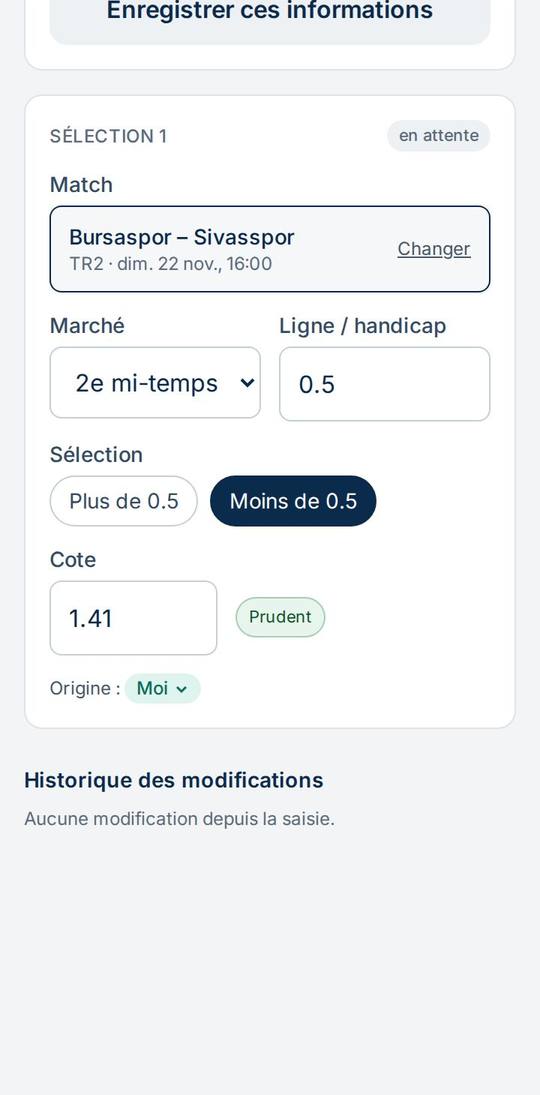 Enregistrer ces informations
SÉLECTION 1
en attente
Match
Bursaspor – Sivasspor
TR2 · dim. 22 nov., 16:00
Changer
Marché
Ligne / handicap
2e mi-temps
0.5
Sélection
Plus de 0.5
Moins de 0.5
Cote
1.41
Prudent
Origine : Moi
Historique des modifications
Aucune modification depuis la saisie.